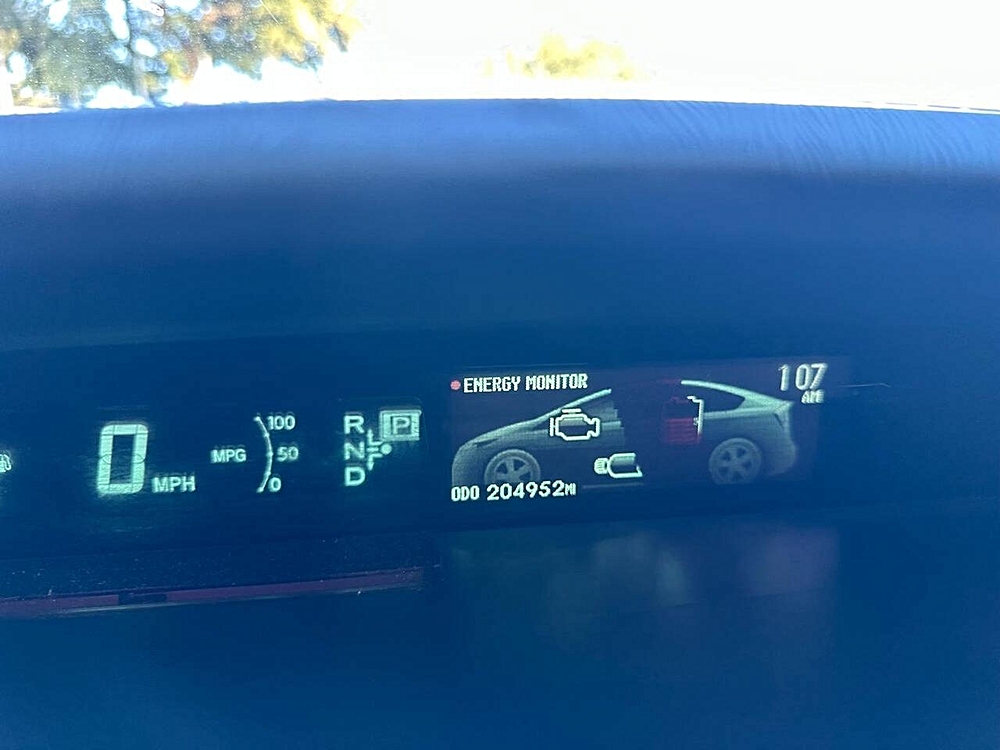 0 MPH
MPG
100
50
0
R P
N
D
ENERGY MONITOR
107
AM
ODO 204952MI